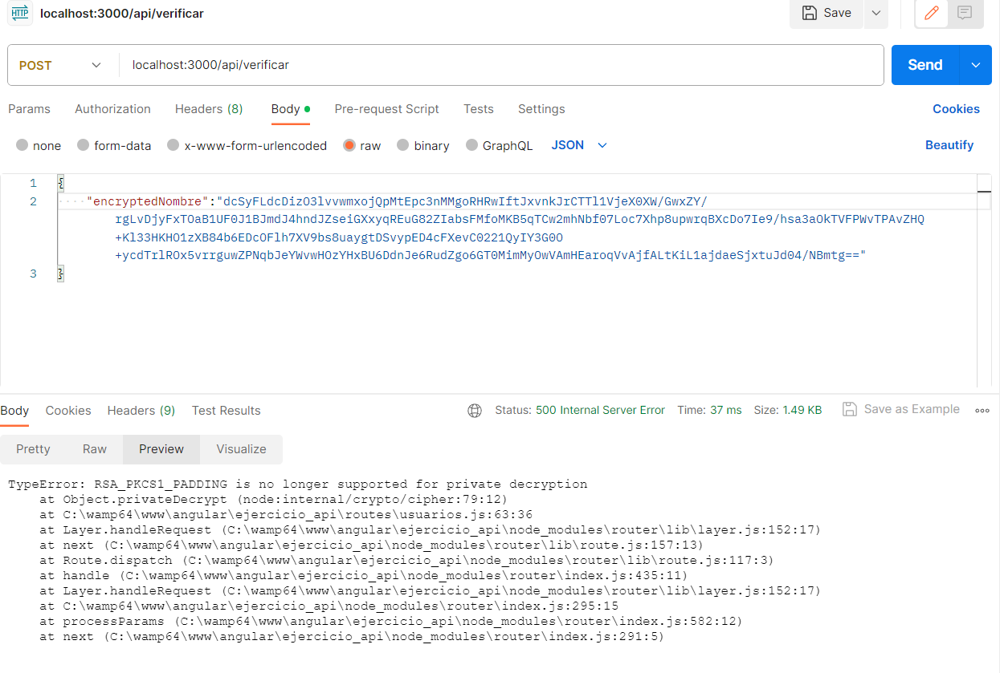 HTTP localhost:3000/api/verificar Save
POST localhost:3000/api/verificar Send
Params Authorization Headers (8) Body Pre-request Script Tests Settings Cookies
none form-data x-www-form-urlencoded raw binary GraphQL JSON Beautify
1 {
2 "encryptedNombre":"dcSyFLdcDizO3lvvwmxojQpMtEpc3nMMgoRHRwIftJxvnkJrCTTl1VjeX0XW/GwxZY/
rgLvDjyFxTOaB1UF0J1BJmdJ4hndJZseiGXxyqREuG82ZIabsFMfoMKB5qTCw2mhNbf07Loc7Xhp8upwrqBXcDo7Ie9/hsa3aOkTVFPWvTPAvZHQ
+Kl33HKHO1zXB84b6EDcOFlh7XV9bs8uaygtDSvypED4cFXevC0221QyIY3G0O
+ycdTrlROx5vrrguwZPNqbJeYWvwHOzYHxBU6DdnJe6RudZgo6GT0MimMyOwVAmHEaroqVvAjfALtKiL1ajdaeSjxtuJd04/NBmtg=="
3 }
Body Cookies Headers (9) Test Results Status: 500 Internal Server Error Time: 37 ms Size: 1.49 KB Save as Example
Pretty Raw Preview Visualize
TypeError: RSA_PKCS1_PADDING is no longer supported for private decryption
at Object.privateDecrypt (node:internal/crypto/cipher:79:12)
at C:\wamp64\www\angular\ejercicio_api\routes\usuarios.js:63:36
at Layer.handleRequest (C:\wamp64\www\angular\ejercicio_api\node_modules\router\lib\layer.js:152:17)
at next (C:\wamp64\www\angular\ejercicio_api\node_modules\router\lib\route.js:157:13)
at Route.dispatch (C:\wamp64\www\angular\ejercicio_api\node_modules\router\lib\route.js:117:3)
at handle (C:\wamp64\www\angular\ejercicio_api\node_modules\router\index.js:435:11)
at Layer.handleRequest (C:\wamp64\www\angular\ejercicio_api\node_modules\router\lib\layer.js:152:17)
at C:\wamp64\www\angular\ejercicio_api\node_modules\router\index.js:295:15
at processParams (C:\wamp64\www\angular\ejercicio_api\node_modules\router\index.js:582:12)
at next (C:\wamp64\www\angular\ejercicio_api\node_modules\router\index.js:291:5)